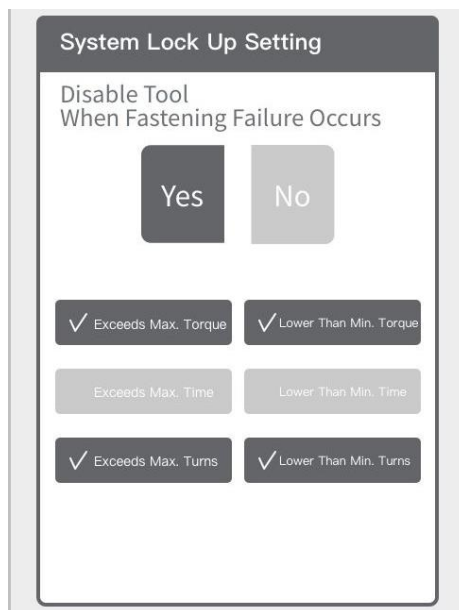 System Lock Up Setting
Disable Tool
When Fastening Failure Occurs
Yes No
Exceeds Max. Torque Lower Than Min. Torque
Exceeds Max. Time Lower Than Min. Time
Exceeds Max. Turns Lower Than Min. Turns